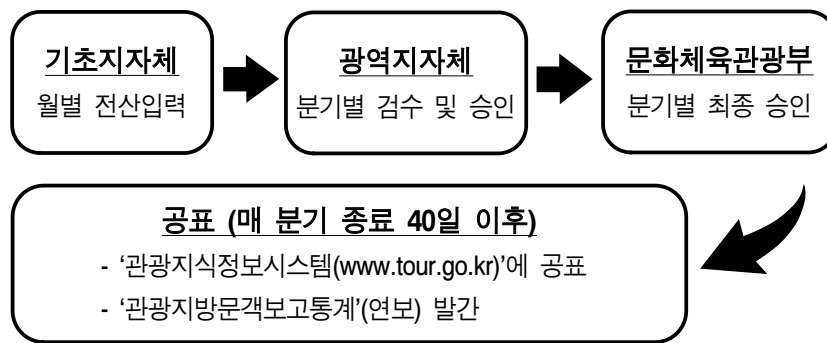 기초지자체
월별 전산입력
광역지자체
분기별 검수 및 승인
문화체육관광부
분기별 최종 승인
공표 (매 분기 종료 40일 이후)
- ‘관광지식정보시스템(www.tour.go.kr)’에 공표
- ‘관광지방문객보고통계’(연보) 발간